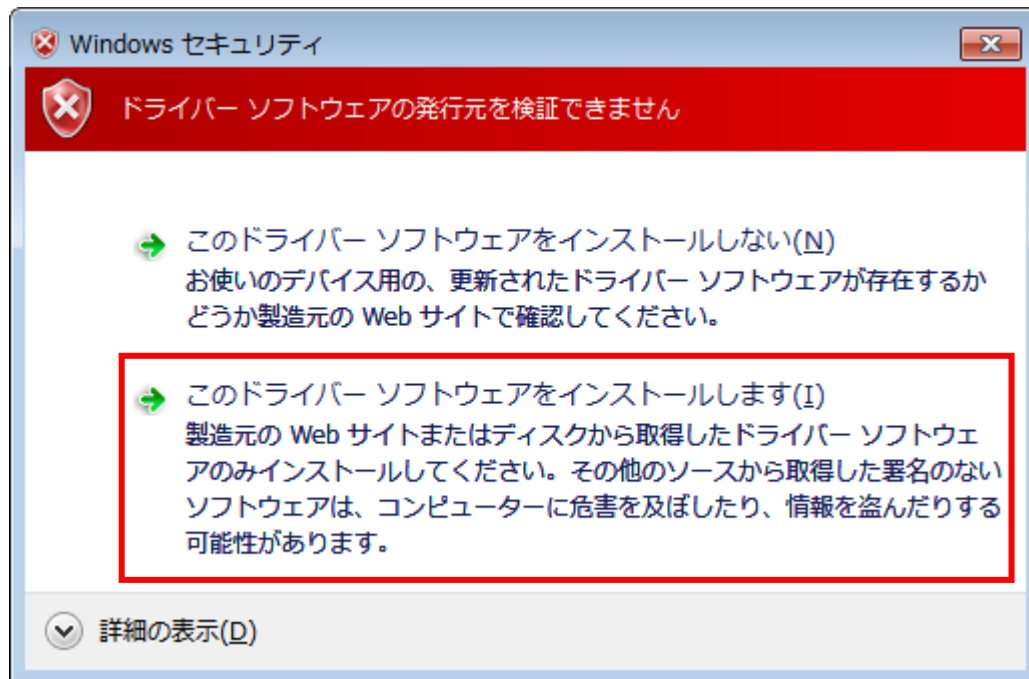 Windows セキュリティ
ドライバー ソフトウェアの発行元を検証できません
このドライバー ソフトウェアをインストールしない(N)
お使いのデバイス用の、更新されたドライバー ソフトウェアが存在するか
どうか製造元の Web サイトで確認してください。
このドライバー ソフトウェアをインストールします(I)
製造元の Web サイトまたはディスクから取得したドライバー ソフトウェ
アのみインストールしてください。その他のソースから取得した署名のない
ソフトウェアは、コンピューターに危害を及ぼしたり、情報を盗んだりする
可能性があります。
詳細の表示(D)